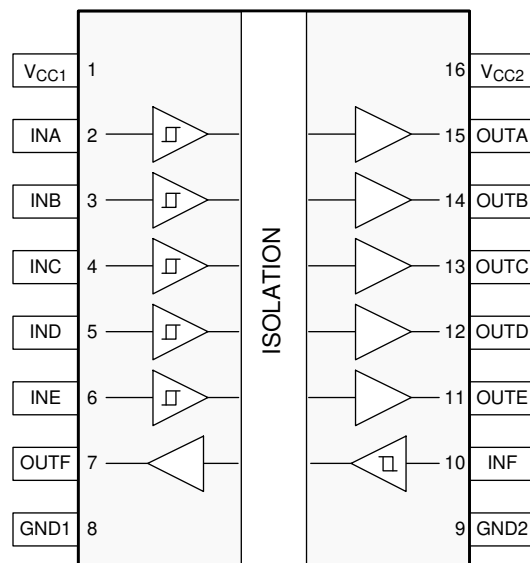 VCC1 1 16 VCC2
INA 2 15 OUTA
INB 3 14 OUTB
INC 4 13 OUTC
IND 5 12 OUTD
INE 6 11 OUTE
OUTF 7 10 INF
GND1 8 9 GND2
ISOLATION